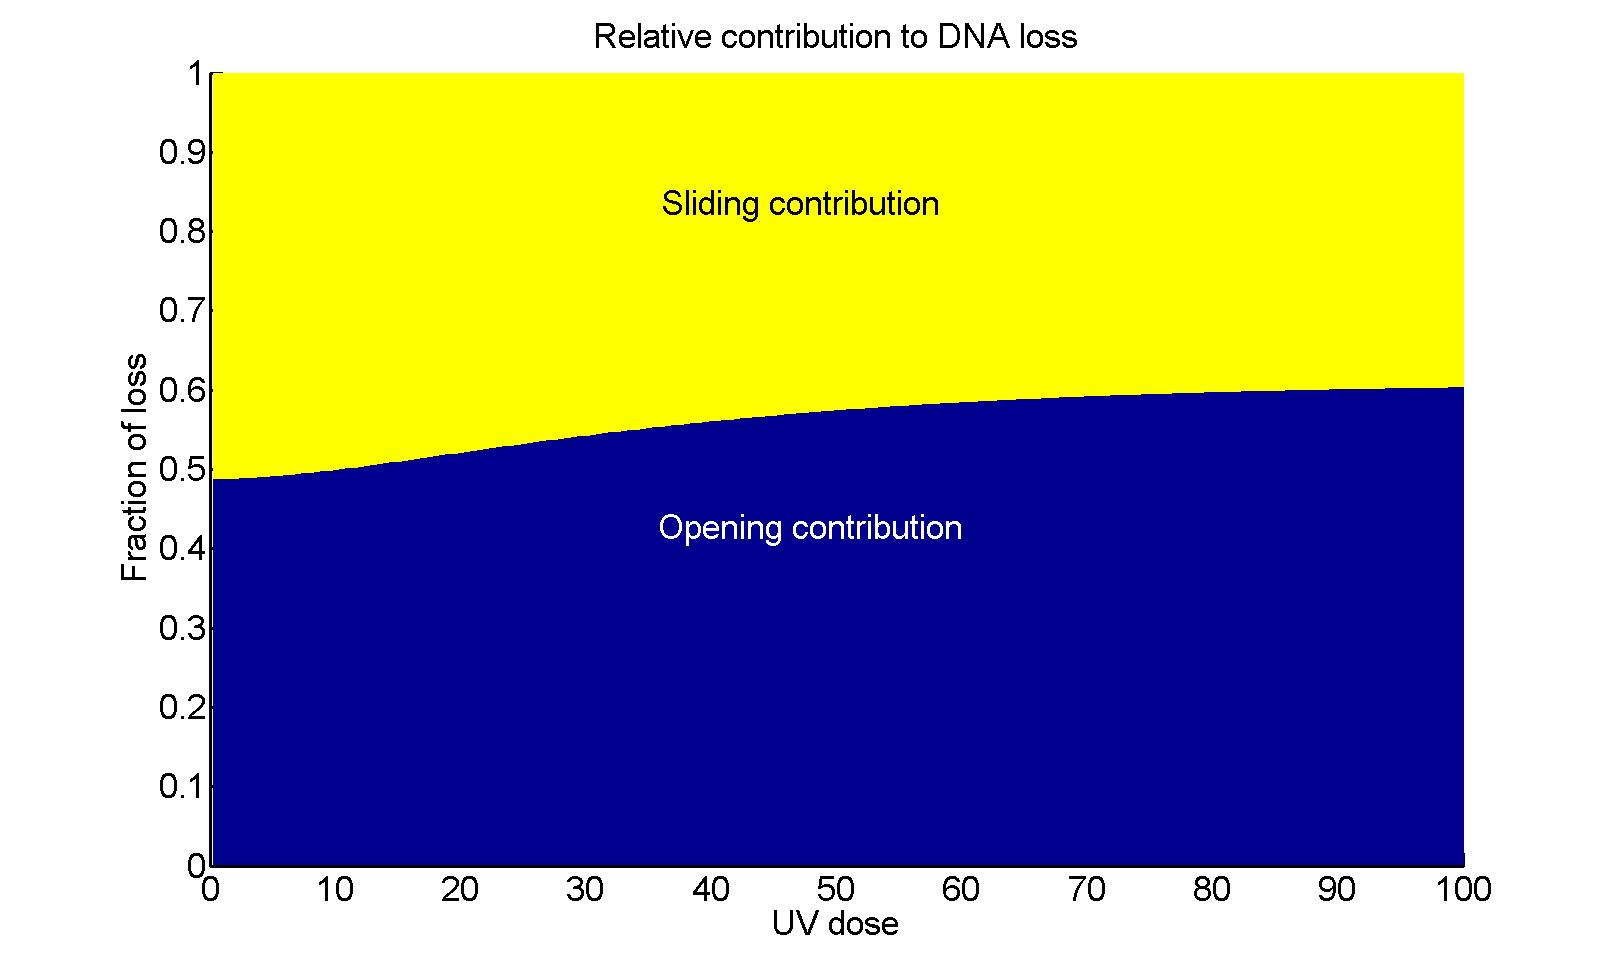 Relative contribution to DNA loss
1
0.9
0.8
0.7
0.6
0.5
0.4
0.3
0.2
0.1
0
Fraction of loss
Sliding contribution
Opening contribution
0 10 20 30 40 50 60 70 80 90 100
UV dose